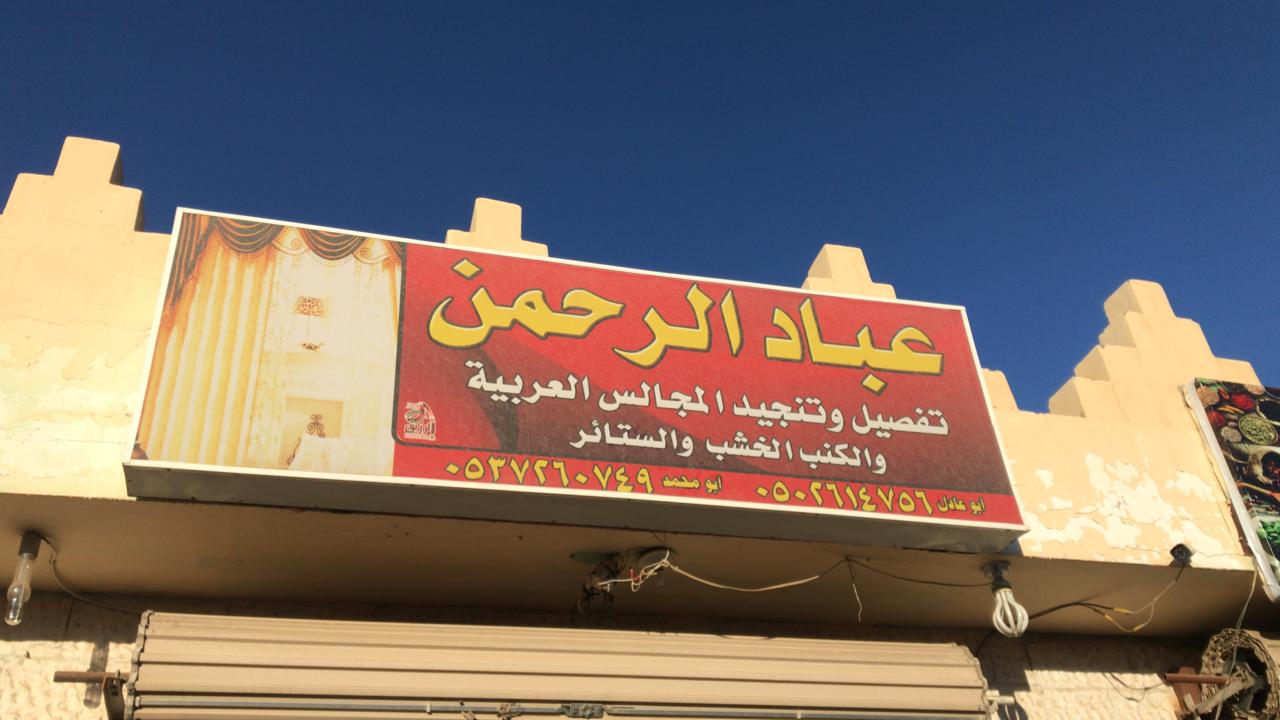 عباد الرحمن
تفصيل وتنجيد المجالس العربية
والكنب الخشب والستائر
ابو عادل ٠٥٠٢٦١٤٧٥٦ ابو محمد ٠٥٣٧٢٦٠٧٤٩